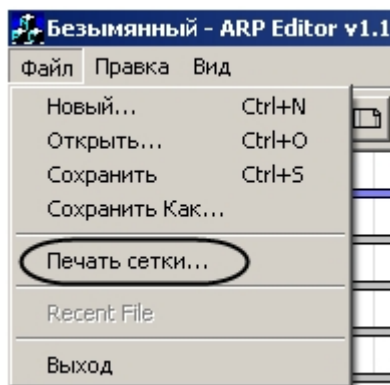 Безымянный - ARP Editor v1.1
Файл Правка Вид
Новый... Ctrl+N
Открыть... Ctrl+O
Сохранить Ctrl+S
Сохранить Как...
Печать сетки...
Recent File
Выход